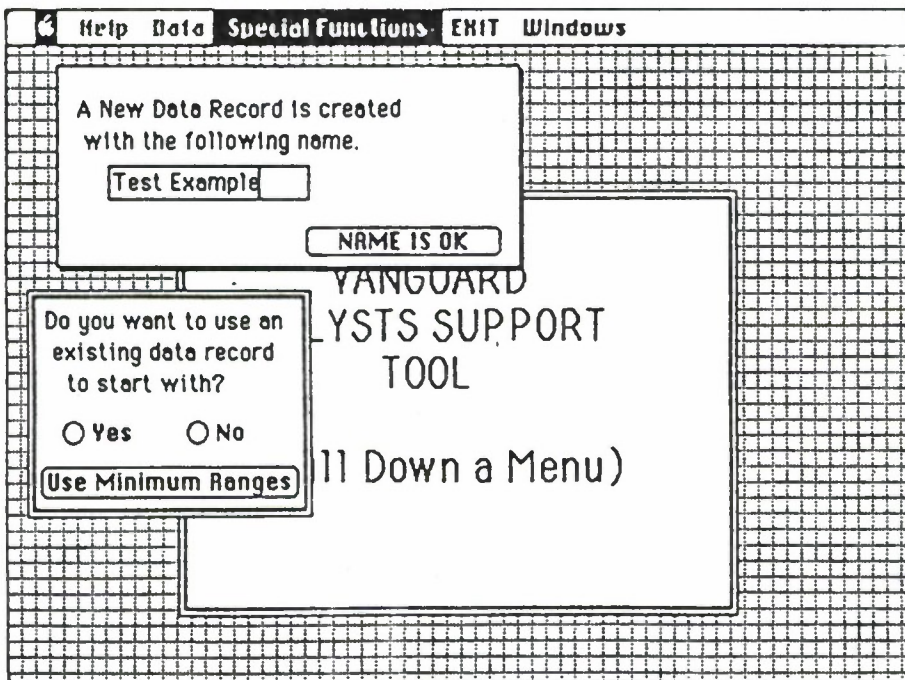 Help Data Special Functions EXIT Windows
A New Data Record is created
with the following name.
Test Example
NAME IS OK
VANGUARD
LYSTS SUPPORT
TOOL
ll Down a Menu)
Do you want to use an
existing data record
to start with?
Yes No
Use Minimum Ranges